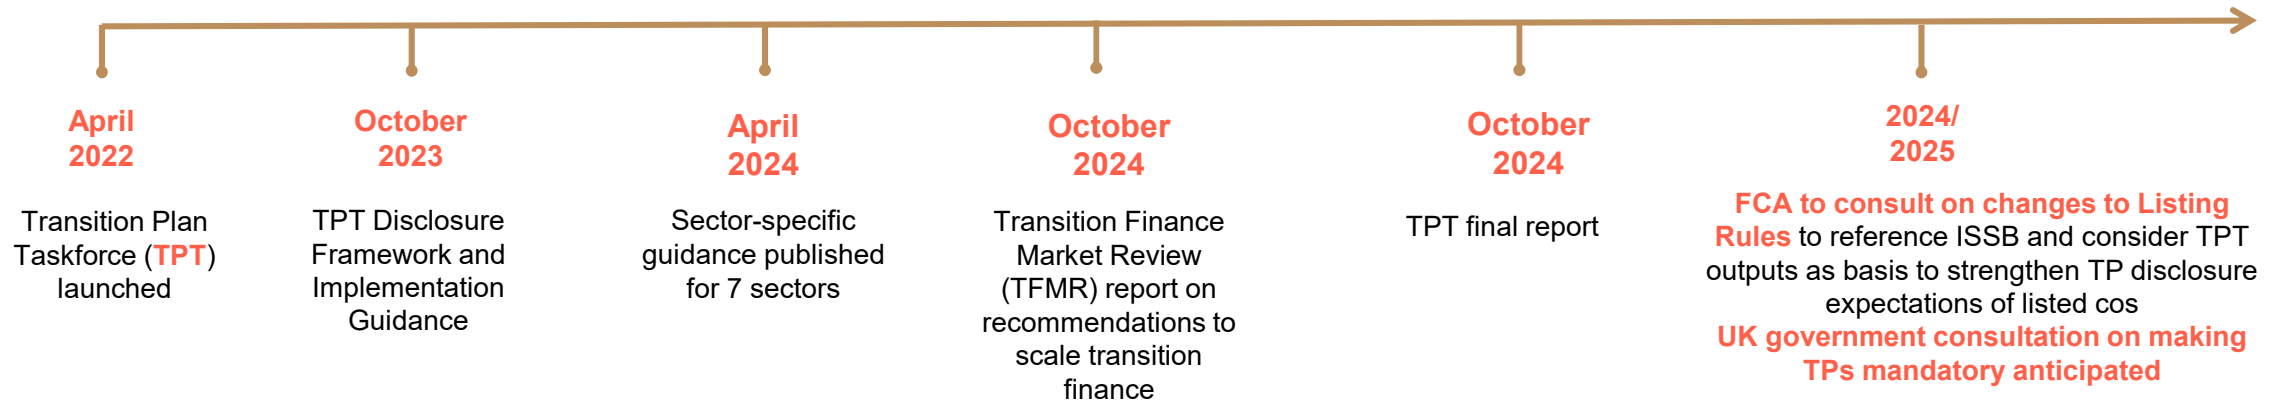 April
2022
Transition Plan
Taskforce (TPT)
launched
October
2023
TPT Disclosure
Framework and
Implementation
Guidance
April
2024
Sector-specific
guidance published
for 7 sectors
October
2024
Transition Finance
Market Review
(TFMR) report on
recommendations to
scale transition
finance
October
2024
TPT final report
2024/
2025
FCA to consult on changes to Listing
Rules to reference ISSB and consider TPT
outputs as basis to strengthen TP disclosure
expectations of listed cos
UK government consultation on making
TPs mandatory anticipated